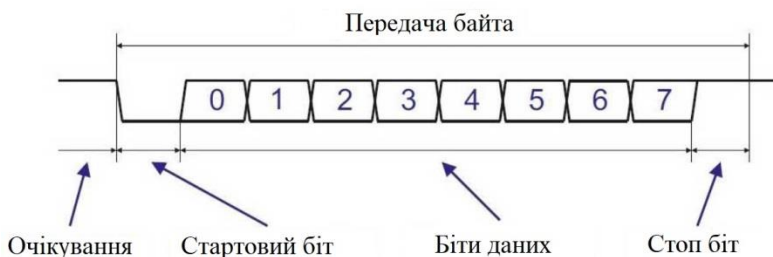 Передача байта
0 1 2 3 4 5 6 7
Очікування Стартовий біт Біти даних Стоп біт